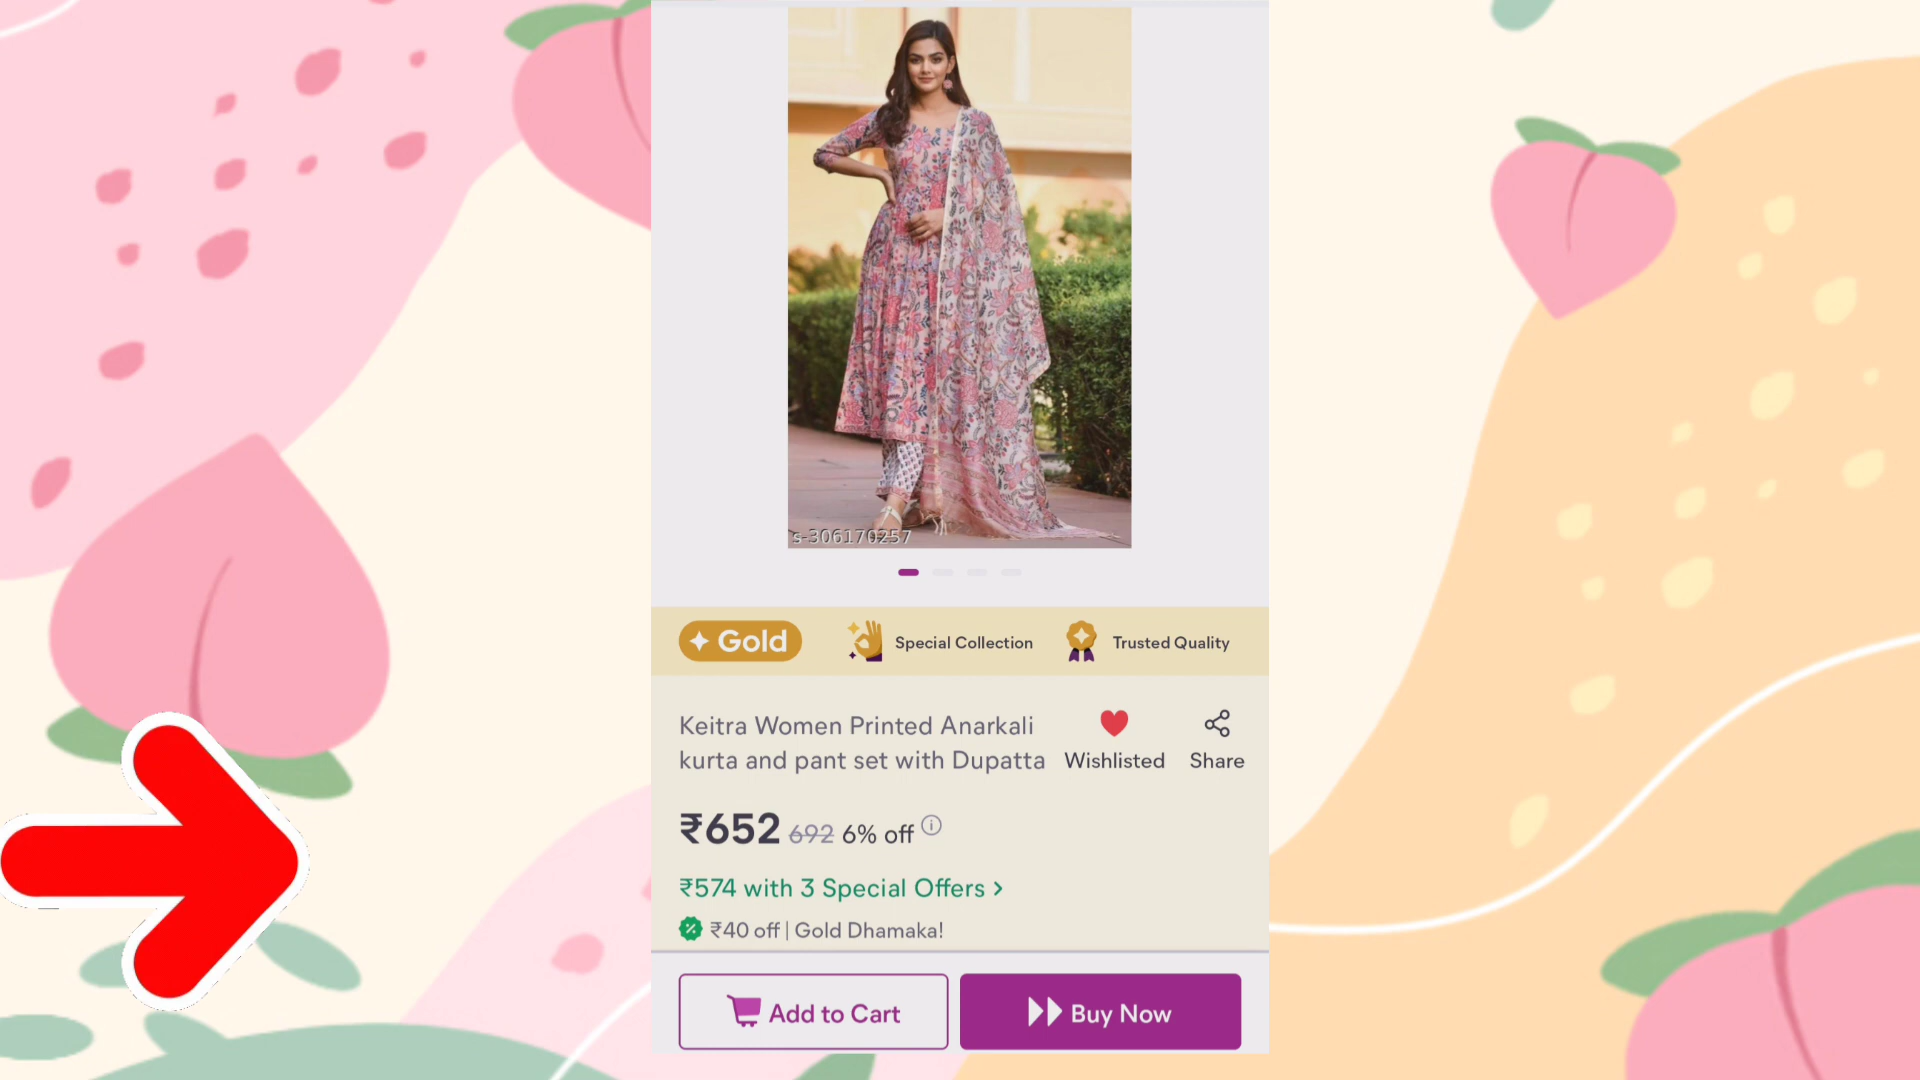 s-306170257
Gold
Special Collection
Trusted Quality
Keitra Women Printed Anarkali
kurta and pant set with Dupatta
Wishlisted
Share
₹652 692 6% off
₹574 with 3 Special Offers >
₹40 off | Gold Dhamaka!
Add to Cart
Buy Now